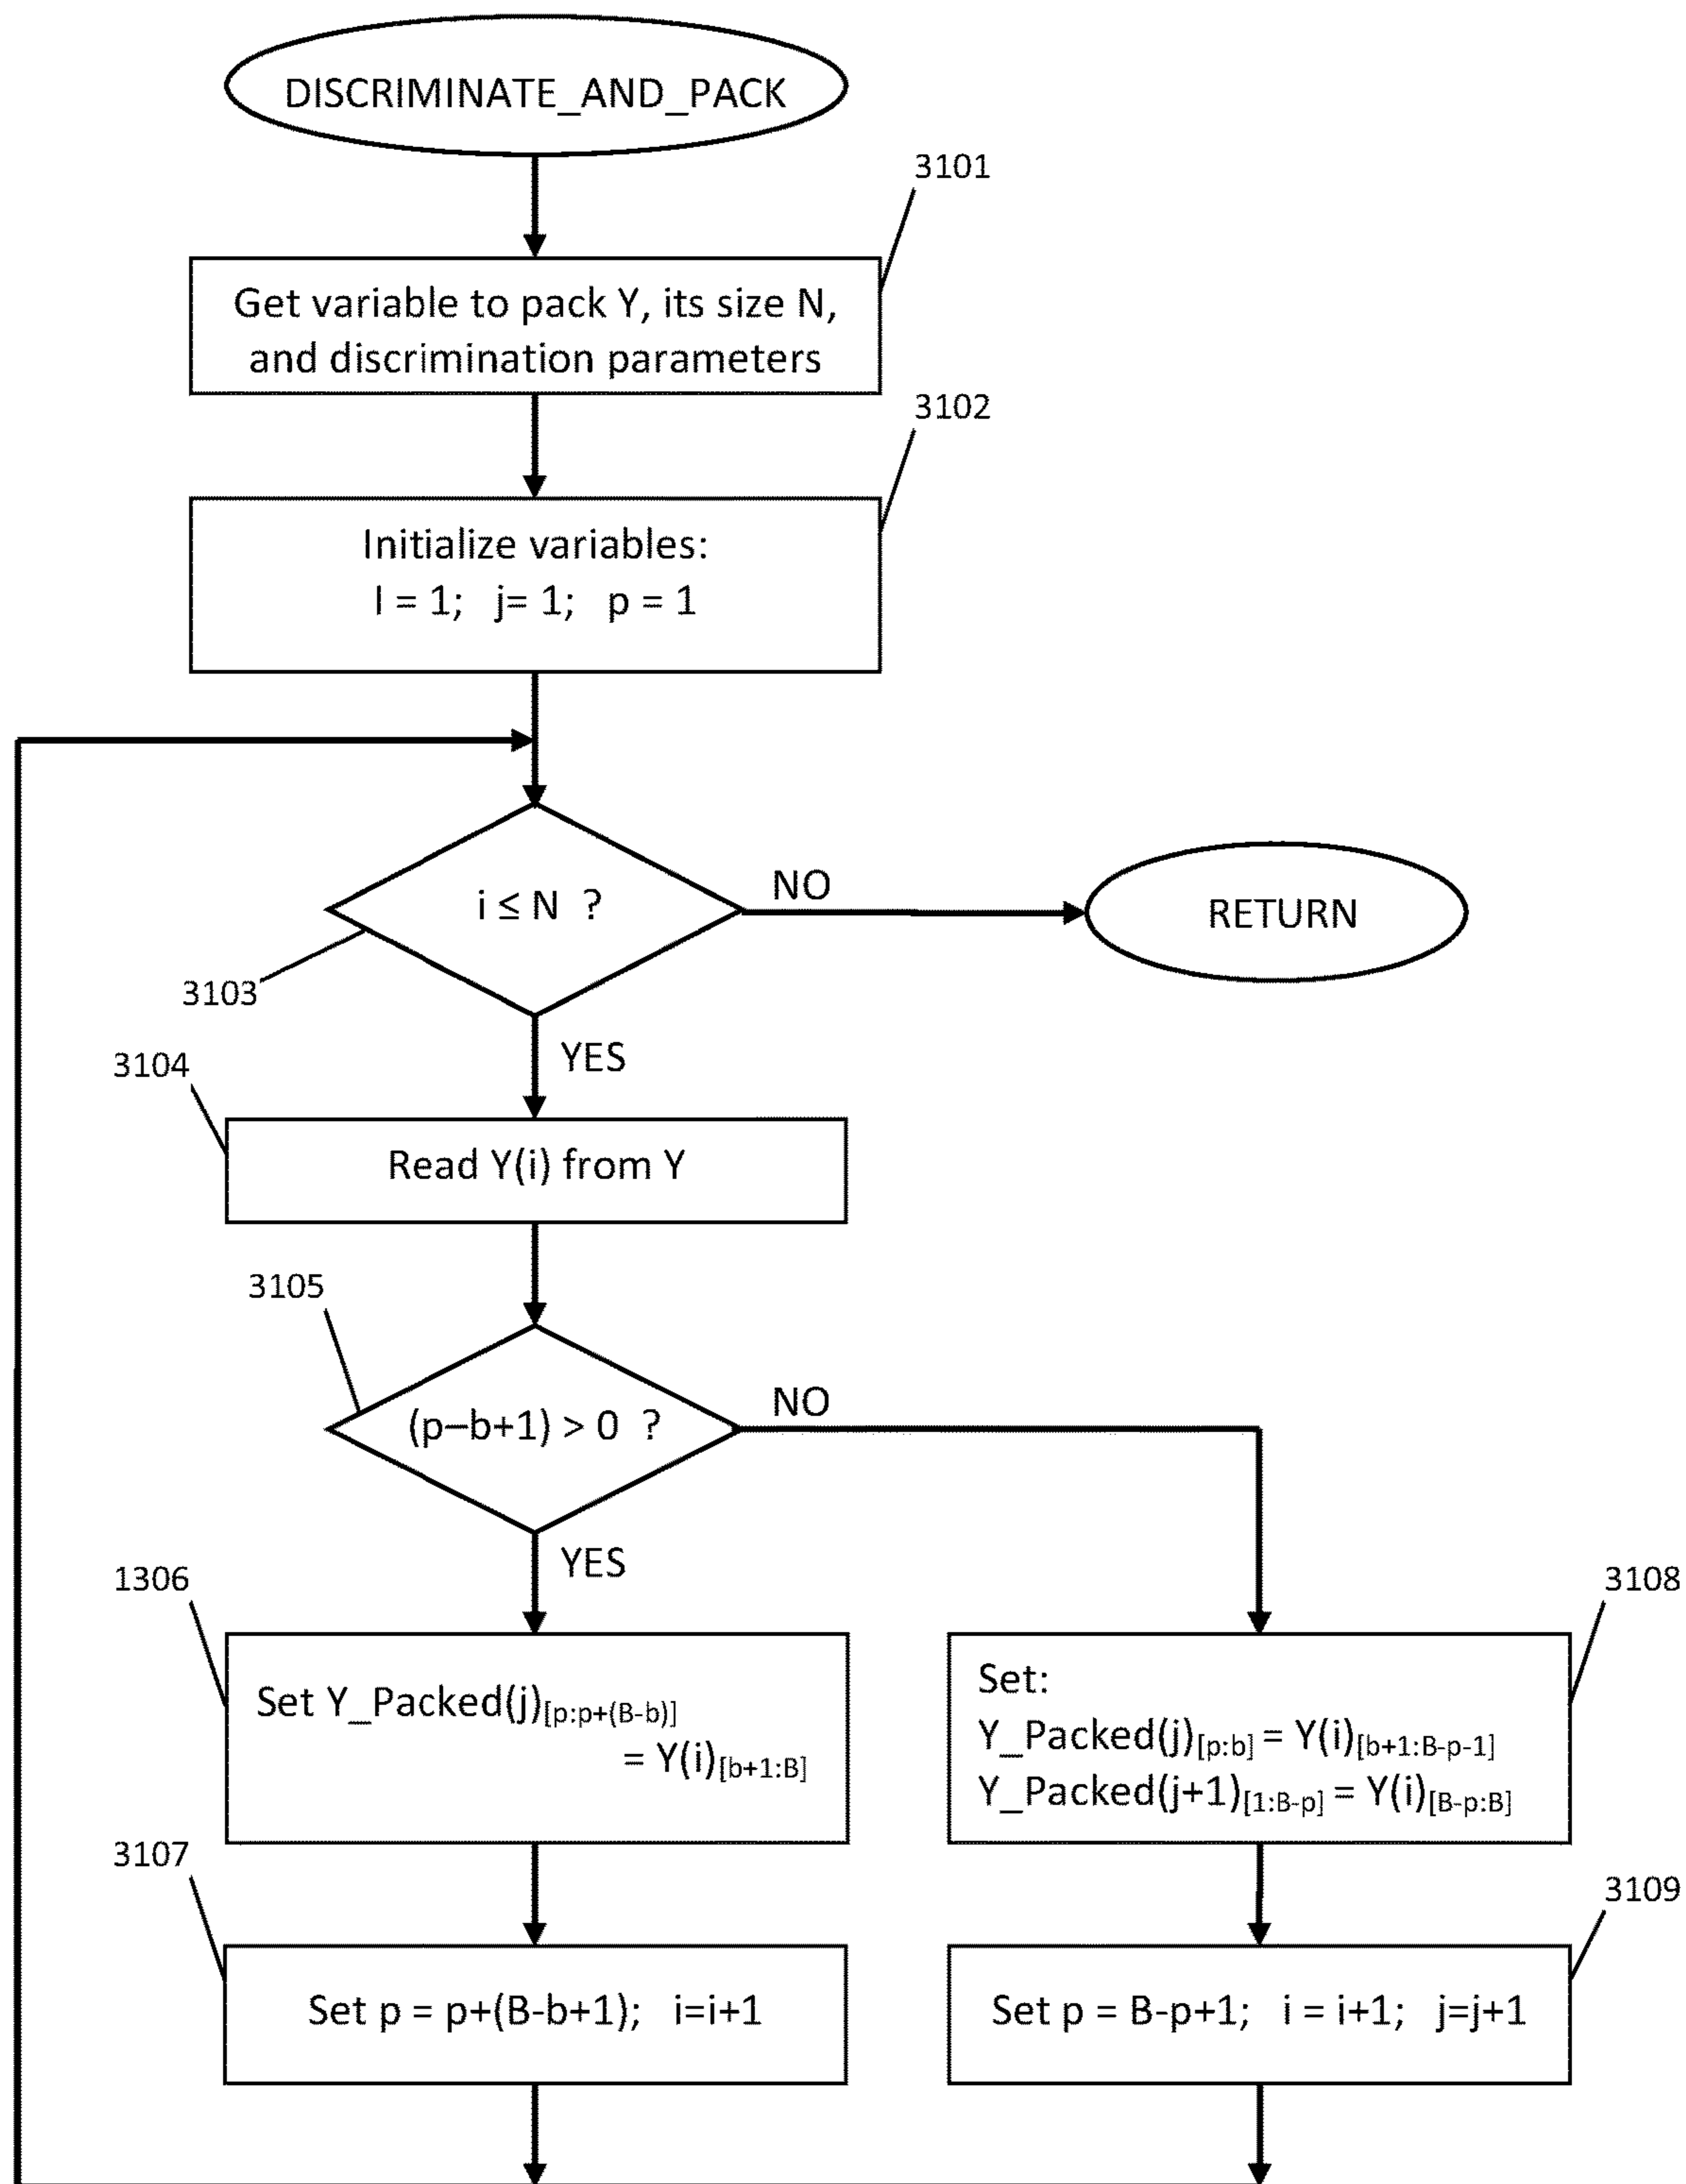 DISCRIMINATE_AND_PACK
3101
Get variable to pack Y, its size N,
and discrimination parameters
3102
Initialize variables:
I = 1; j= 1; p = 1
i ≤ N ?
NO
RETURN
3103
YES
3104
Read Y(i) from Y
3105
(p–b+1) > 0 ?
NO
YES
1306
Set Y_Packed(j)[p:p+(B-b)]
= Y(i)[b+1:B]
3108
Set:
Y_Packed(j)[p:b] = Y(i)[b+1:B-p-1]
Y_Packed(j+1)[1:B-p] = Y(i)[B-p:B]
3107
Set p = p+(B-b+1); i=i+1
3109
Set p = B-p+1; i = i+1; j=j+1